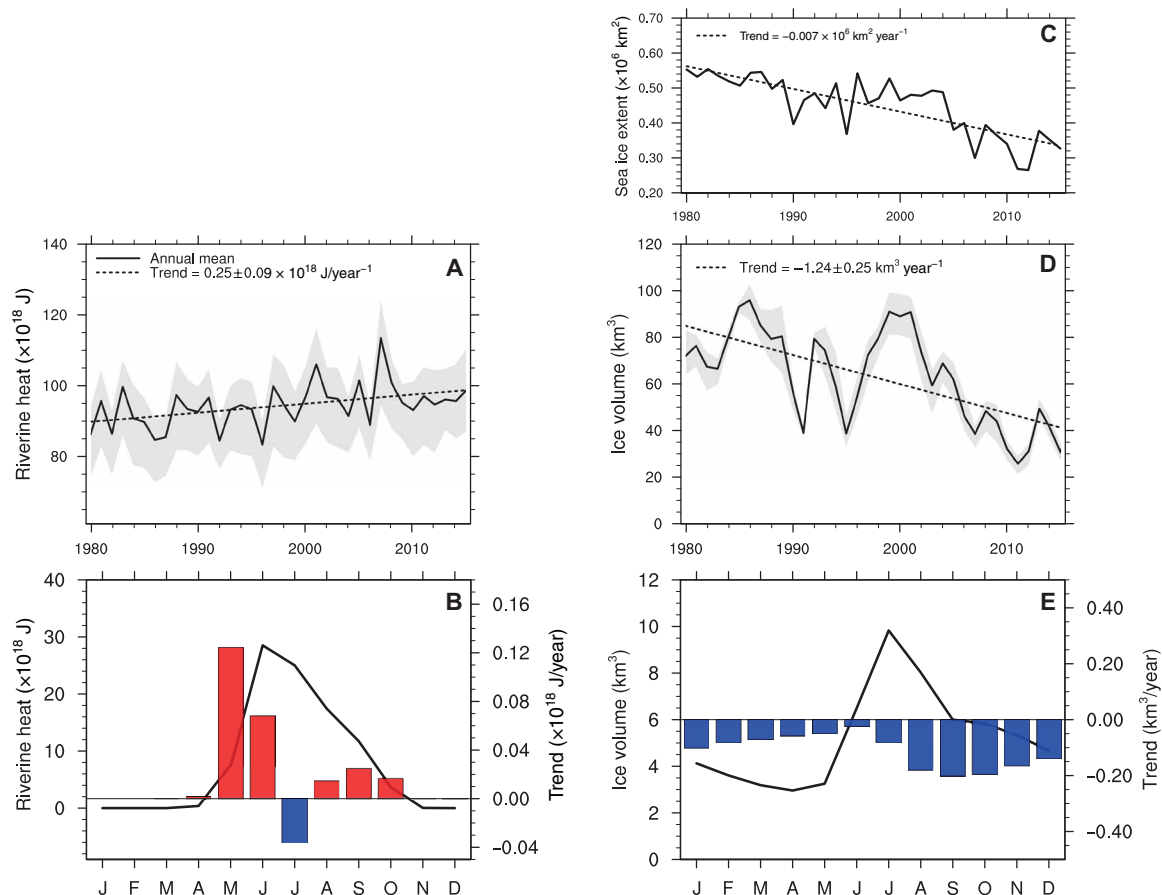 C
Trend = −0.007 × 10⁶ km² year⁻¹
Sea ice extent (×10⁶ km²)
0.70
0.60
0.50
0.40
0.30
0.20
1980 1990 2000 2010
A
Annual mean
Trend = 0.25±0.09 × 10¹⁸ J/year⁻¹
Riverine heat (×10¹⁸ J)
140
120
100
80
1980 1990 2000 2010
D
Trend = −1.24±0.25 km³ year⁻¹
Ice volume (km³)
120
100
80
60
40
20
0
1980 1990 2000 2010
B
Riverine heat (×10¹⁸ J)
40
30
20
10
0
Trend (×10¹⁸ J/year)
0.16
0.12
0.08
0.04
0.00
−0.04
J F M A M J J A S O N D
E
Ice volume (km³)
12
10
8
6
4
2
0
Trend (km³/year)
0.40
0.20
0.00
−0.20
−0.40
J F M A M J J A S O N D